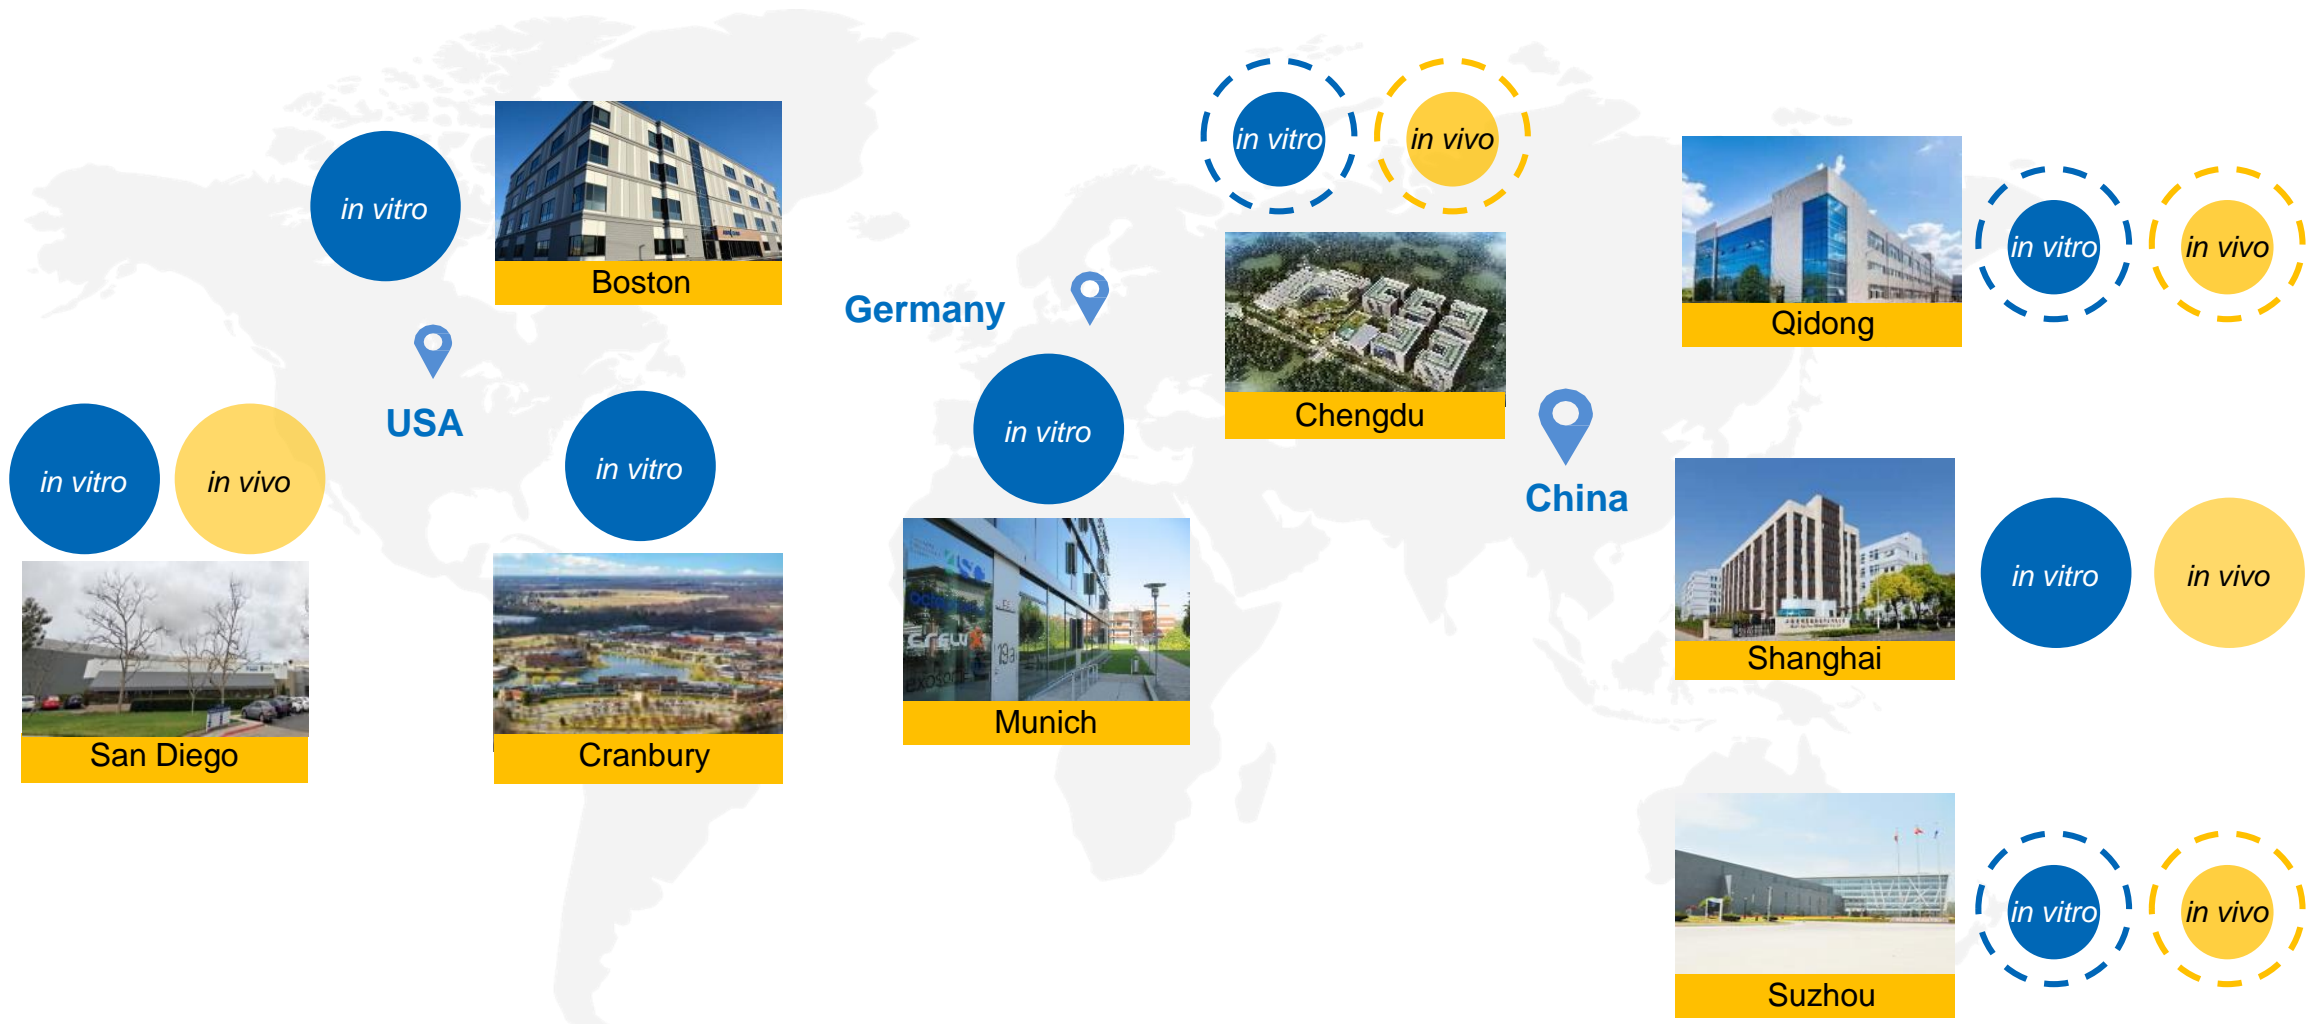 in vitro
Boston
USA
in vitro
in vivo
San Diego
in vitro
Cranbury
Germany
in vitro
19a
Munich
in vitro
in vivo
Chengdu
China
Qidong
in vitro
in vivo
Shanghai
in vitro
in vivo
Suzhou
in vitro
in vivo